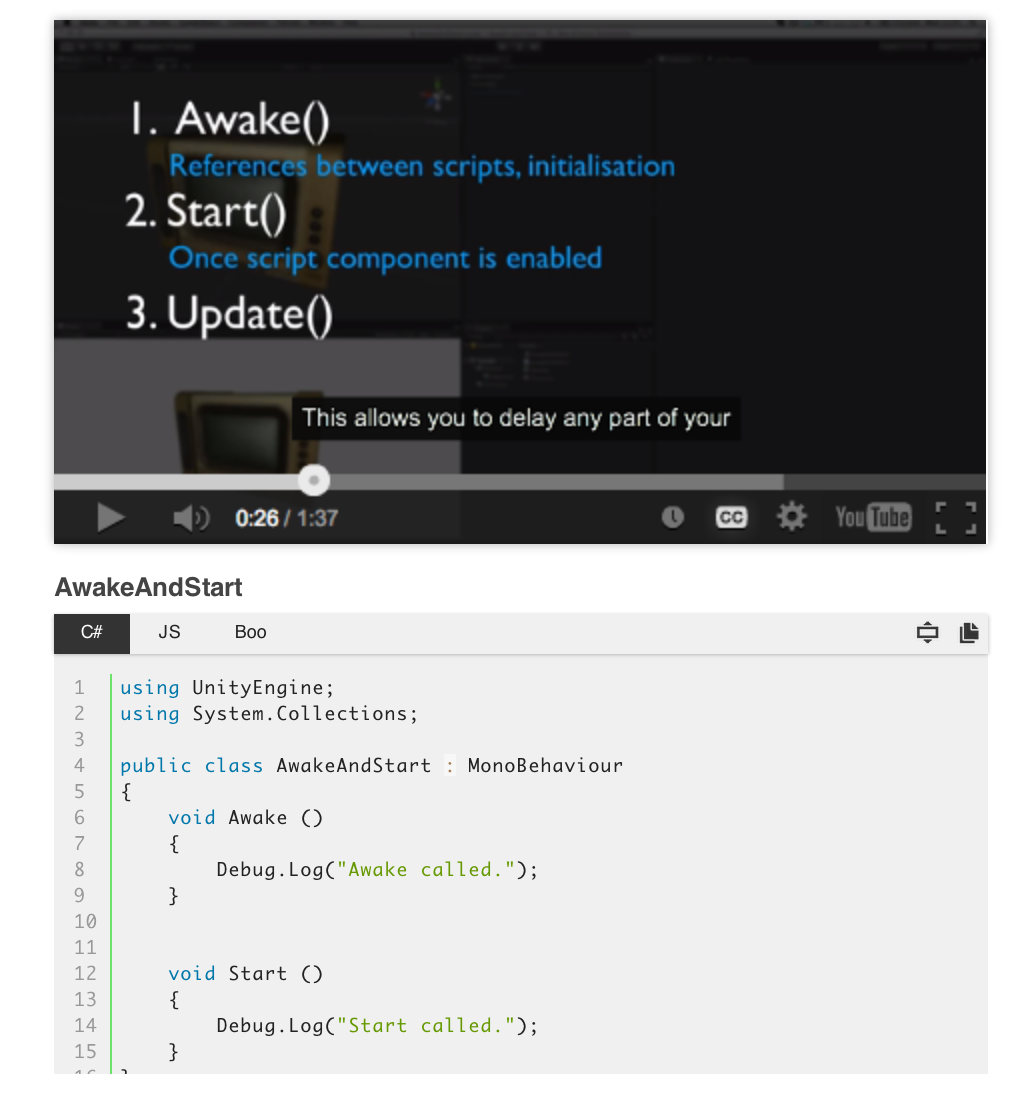 1. Awake()
References between scripts, initialisation
2. Start()
Once script component is enabled
3. Update()
This allows you to delay any part of your
0:26 / 1:37
CC
YouTube
AwakeAndStart
C# JS Boo
1 using UnityEngine;
2 using System.Collections;
3
4 public class AwakeAndStart : MonoBehaviour
5 {
6     void Awake ()
7     {
8         Debug.Log("Awake called.");
9     }
10
11
12     void Start ()
13     {
14         Debug.Log("Start called.");
15     }
16 }